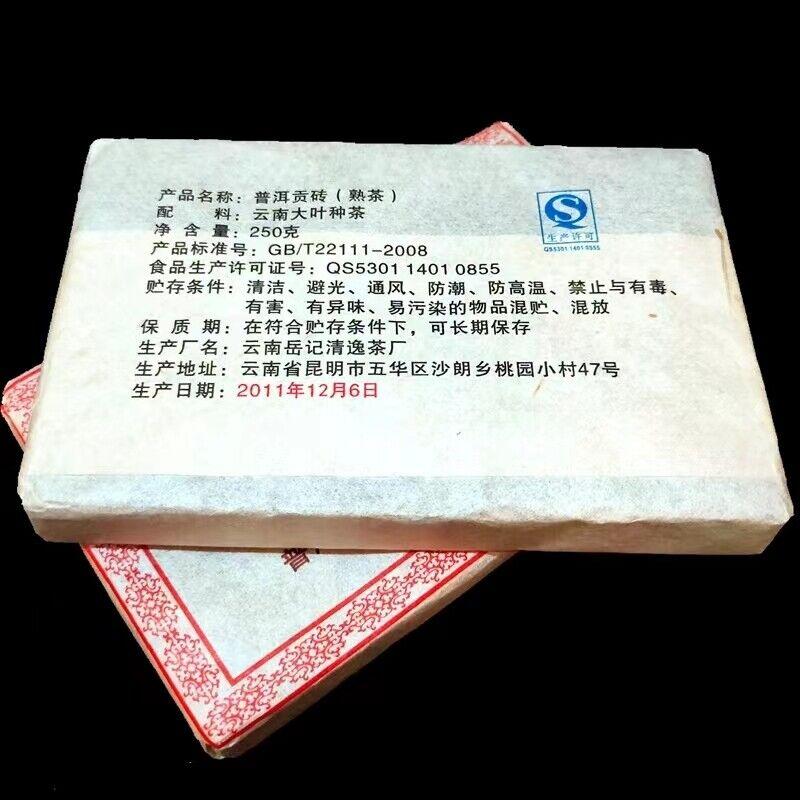 产品名称：普洱贡砖（熟茶）
配 料：云南大叶种茶
净 含 量：250克
产品标准号：GB/T22111-2008
食品生产许可证号：QS5301 1401 0855
贮存条件：清洁、避光、通风、防潮、防高温、禁止与有毒、
有害、有异味、易污染的物品混贮、混放
保 质 期：在符合贮存条件下，可长期保存
生产厂名：云南岳记清逸茶厂
生产地址：云南省昆明市五华区沙朗乡桃园小村47号
生产日期：2011年12月6日
生产许可
QS5301 1401 0855
普